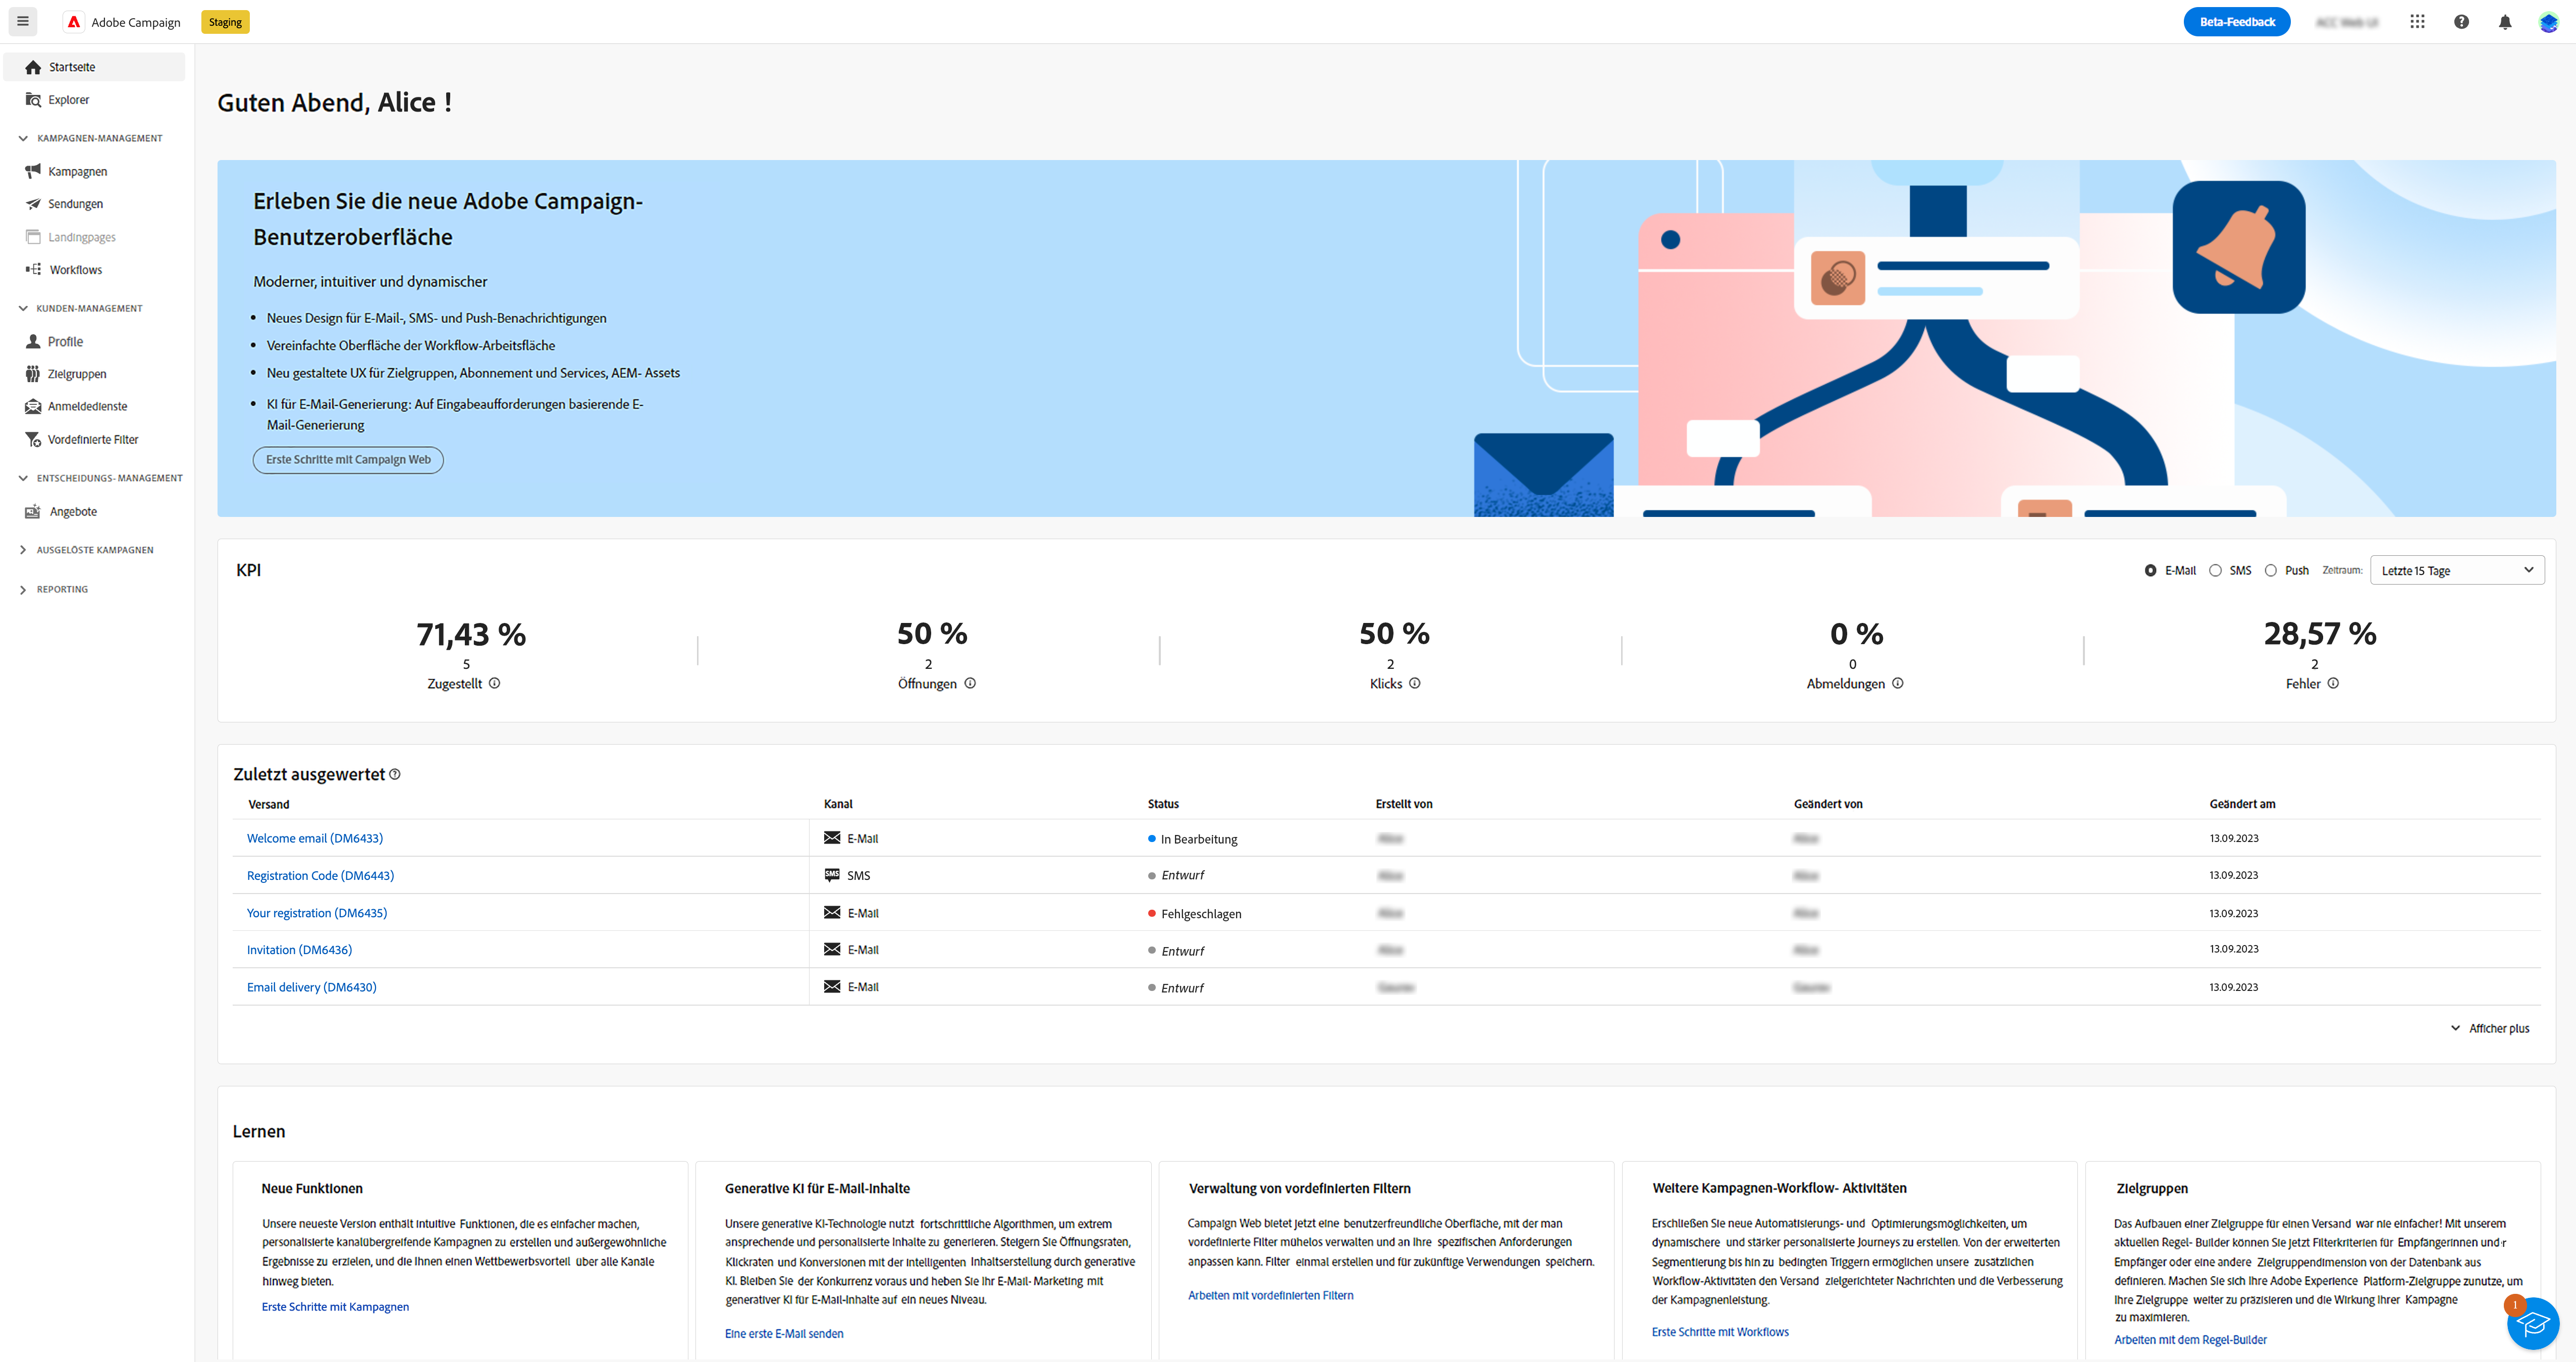 Adobe Campaign Staging Beta-Feedback
Startseite
Explorer
KAMPAGNEN-MANAGEMENT
Kampagnen
Sendungen
Landingpages
Workflows
KUNDEN-MANAGEMENT
Profile
Zielgruppen
Anmeldedienste
Vordefinierte Filter
ENTSCHEIDUNGS- MANAGEMENT
Angebote
AUSGELÖSTE KAMPAGNEN
REPORTING
Guten Abend, Alice !
Erleben Sie die neue Adobe Campaign-
Benutzeroberfläche
Moderner, intuitiver und dynamischer
• Neues Design für E-Mail-, SMS- und Push-Benachrichtigungen
• Vereinfachte Oberfläche der Workflow-Arbeitsfläche
• Neu gestaltete UX für Zielgruppen, Abonnement und Services, AEM- Assets
• KI für E-Mail-Generierung: Auf Eingabeaufforderungen basierende E-
Mail-Generierung
Erste Schritte mit Campaign Web
KPI E-Mail SMS Push Zeitraum: Letzte 15 Tage
71,43 % 50 % 50 % 0 % 28,57 %
5 2 2 0 2
Zugestellt Öffnungen Klicks Abmeldungen Fehler
Zuletzt ausgewertet
Versand Kanal Status Erstellt von Geändert von Geändert am
Welcome email (DM6433) E-Mail In Bearbeitung 13.09.2023
Registration Code (DM6443) SMS SMS Entwurf 13.09.2023
Your registration (DM6435) E-Mail Fehlgeschlagen 13.09.2023
Invitation (DM6436) E-Mail Entwurf 13.09.2023
Email delivery (DM6430) E-Mail Entwurf 13.09.2023
Afficher plus
Lernen
Neue Funktionen
Unsere neueste Version enthält intuitive Funktionen, die es einfacher machen,
personalisierte kanalübergreifende Kampagnen zu erstellen und außergewöhnliche
Ergebnisse zu erzielen, und die Ihnen einen Wettbewerbsvorteil über alle Kanäle
hinweg bieten.
Erste Schritte mit Kampagnen
Generative KI für E-Mail-Inhalte
Unsere generative KI-Technologie nutzt fortschrittliche Algorithmen, um extrem
ansprechende und personalisierte Inhalte zu generieren. Steigern Sie Öffnungsraten,
Klickraten und Konversionen mit der intelligenten Inhaltserstellung durch generative
KI. Bleiben Sie der Konkurrenz voraus und heben Sie Ihr E-Mail- Marketing mit
generativer KI für E-Mail-Inhalte auf ein neues Niveau.
Eine erste E-Mail senden
Verwaltung von vordefinierten Filtern
Campaign Web bietet jetzt eine benutzerfreundliche Oberfläche, mit der man
vordefinierte Filter mühelos verwalten und an Ihre spezifischen Anforderungen
anpassen kann. Filter einmal erstellen und für zukünftige Verwendungen speichern.
Arbeiten mit vordefinierten Filtern
Weitere Kampagnen-Workflow- Aktivitäten
Erschließen Sie neue Automatisierungs- und Optimierungsmöglichkeiten, um
dynamischere und stärker personalisierte Journeys zu erstellen. Von der erweiterten
Segmentierung bis hin zu bedingten Triggern ermöglichen unsere zusätzlichen
Workflow-Aktivitäten den Versand zielgerichteter Nachrichten und die Verbesserung
der Kampagnenleistung.
Erste Schritte mit Workflows
Zielgruppen
Das Aufbauen einer Zielgruppe für einen Versand war nie einfacher! Mit unserem
aktuellen Regel- Builder können Sie jetzt Filterkriterien für Empfängerinnen und
Empfänger oder eine andere Zielgruppendimension von der Datenbank aus
definieren. Machen Sie sich Ihre Adobe Experience Platform-Zielgruppe zunutze, um
Ihre Zielgruppe weiter zu präzisieren und die Wirkung Ihrer Kampagne
zu maximieren.
Arbeiten mit dem Regel-Builder
1